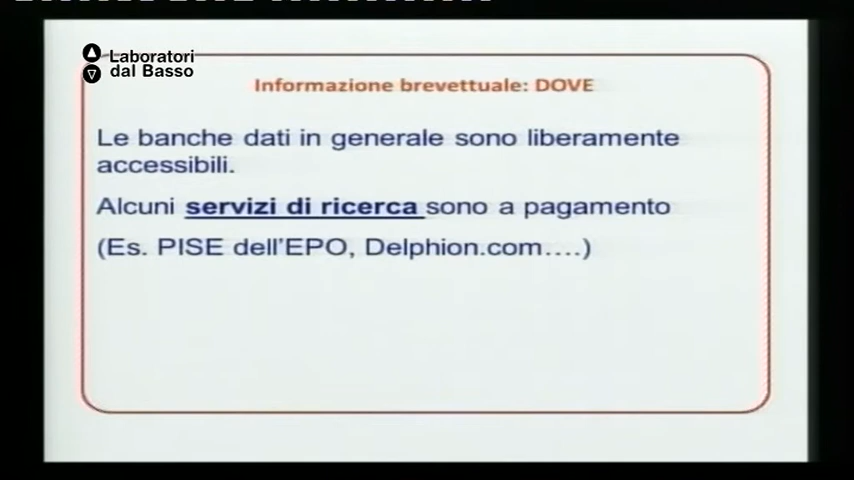 Laboratori
dal Basso
Informazione brevettuale: DOVE
Le banche dati in generale sono liberamente
accessibili.
Alcuni servizi di ricerca sono a pagamento
(Es. PISE dell'EPO, Delphion.com....)